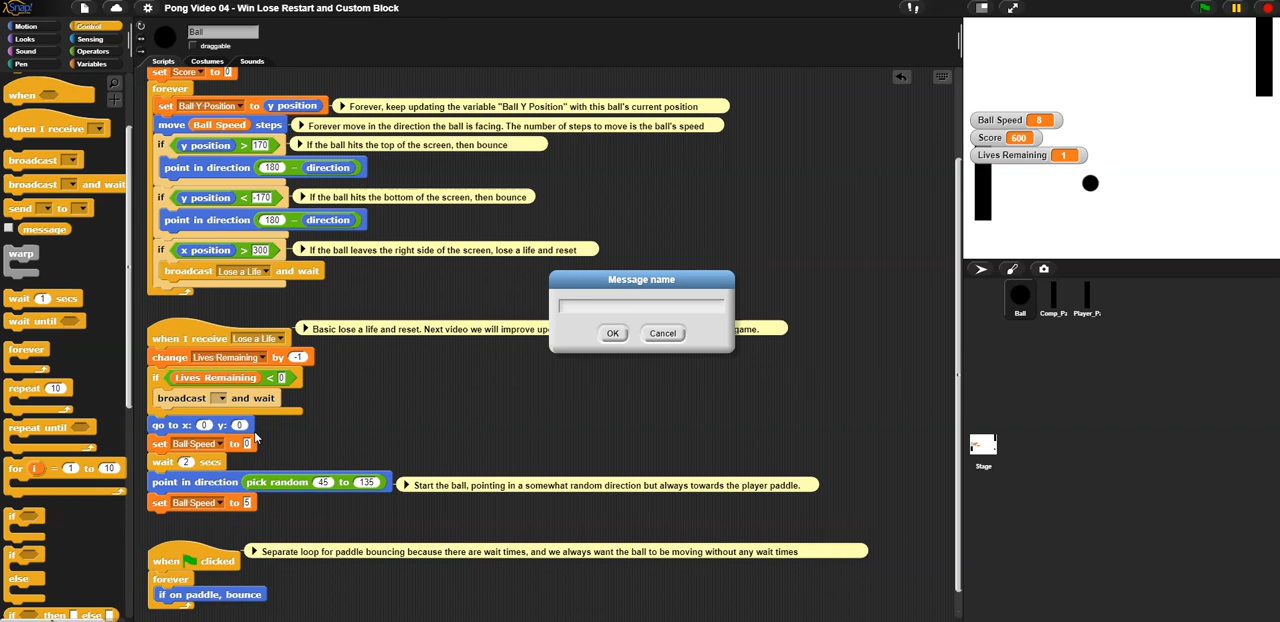 Snap!
Pong Video 04 - Win Lose Restart and Custom Block
Motion
Control
Looks
Sensing
Sound
Operators
Pen
Variables
Ball
draggable
Scripts
Costumes
Sounds
when
when I receive
broadcast
broadcast and wait
send to
message
warp
wait 1 secs
wait until
forever
repeat 10
repeat until
for i = 1 to 10
if
if
else
if then else
set Score to 0
forever
set Ball Y Position to y position
Forever, keep updating the variable "Ball Y Position" with this ball's current position
move Ball Speed steps
Forever move in the direction the ball is facing. The number of steps to move is the ball's speed
if y position > 170
If the ball hits the top of the screen, then bounce
point in direction 180 - direction
if y position < -170
If the ball hits the bottom of the screen, then bounce
point in direction 180 - direction
if x position > 300
If the ball leaves the right side of the screen, lose a life and reset
broadcast Lose a Life and wait
Basic lose a life and reset. Next video we will improve up
game.
when I receive Lose a Life
change Lives Remaining by -1
if Lives Remaining < 0
broadcast and wait
go to x: 0 y: 0
set Ball Speed to 0
wait 2 secs
point in direction pick random 45 to 135
Start the ball, pointing in a somewhat random direction but always towards the player paddle.
set Ball Speed to 5
Separate loop for paddle bouncing because there are wait times, and we always want the ball to be moving without any wait times
when clicked
forever
if on paddle, bounce
Message name
OK
Cancel
Ball Speed 8
Score 600
Lives Remaining 1
Ball
Comp_Pa
Player_Pa
Stage